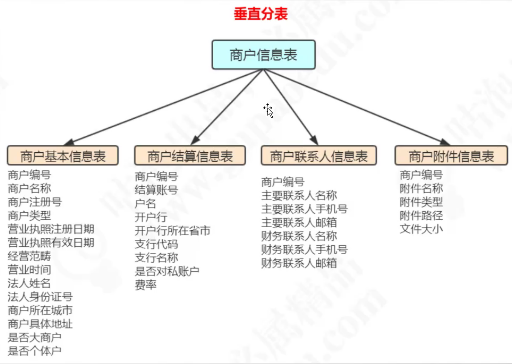 垂直分表
商户信息表
商户基本信息表
商户编号
商户名称
商户注册号
商户类型
营业执照注册日期
营业执照有效日期
经营范畴
营业时间
法人姓名
法人身份证号
商户所在城市
商户具体地址
是否大商户
是否个体户
商户结算信息表
商户编号
结算账号
户名
开户行
开户行所在省市
支行代码
支行名称
是否对私账户
费率
商户联系人信息表
商户编号
主要联系人名称
主要联系人手机号
主要联系人邮箱
财务联系人名称
财务联系人手机号
财务联系人邮箱
商户附件信息表
商户编号
附件名称
附件类型
附件路径
文件大小